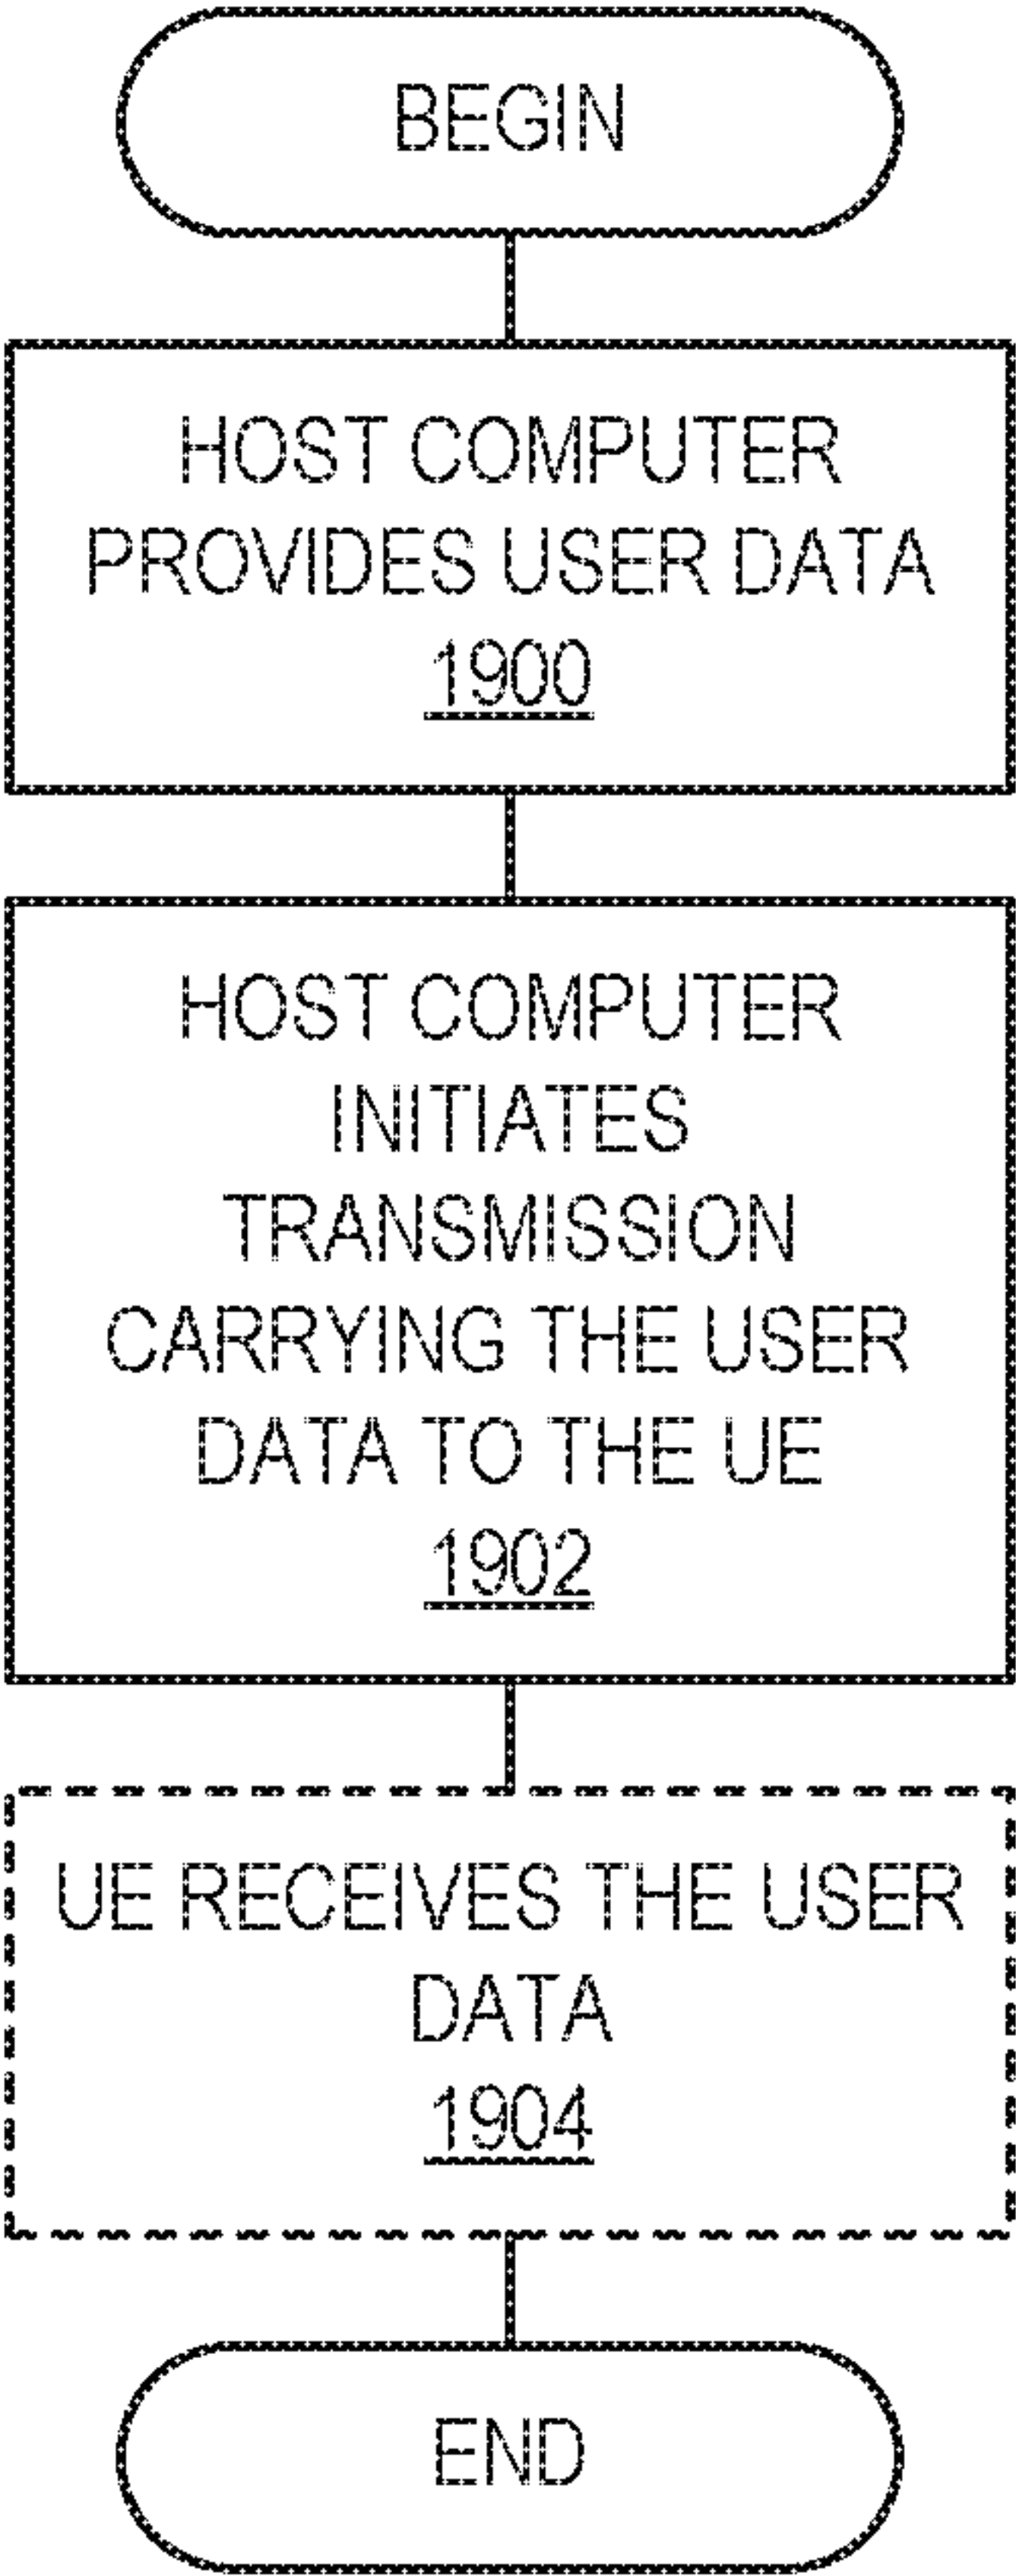 BEGIN
HOST COMPUTER
PROVIDES USER DATA
1900
HOST COMPUTER
INITIATES
TRANSMISSION
CARRYING THE USER
DATA TO THE UE
1902
UE RECEIVES THE USER
DATA
1904
END